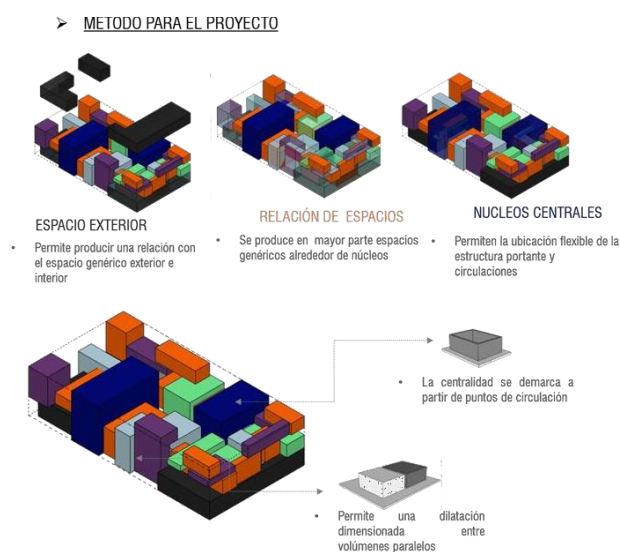 ➤ METODO PARA EL PROYECTO
ESPACIO EXTERIOR
• Permite producir una relación con
el espacio genérico exterior e
interior
RELACIÓN DE ESPACIOS
• Se produce en mayor parte espacios
genéricos alrededor de núcleos
NUCLEOS CENTRALES
• Permiten la ubicación flexible de la
estructura portante y
circulaciones
• La centralidad se demarca a
partir de puntos de circulación
• Permite una dilatación
dimensionada entre
volúmenes paralelos